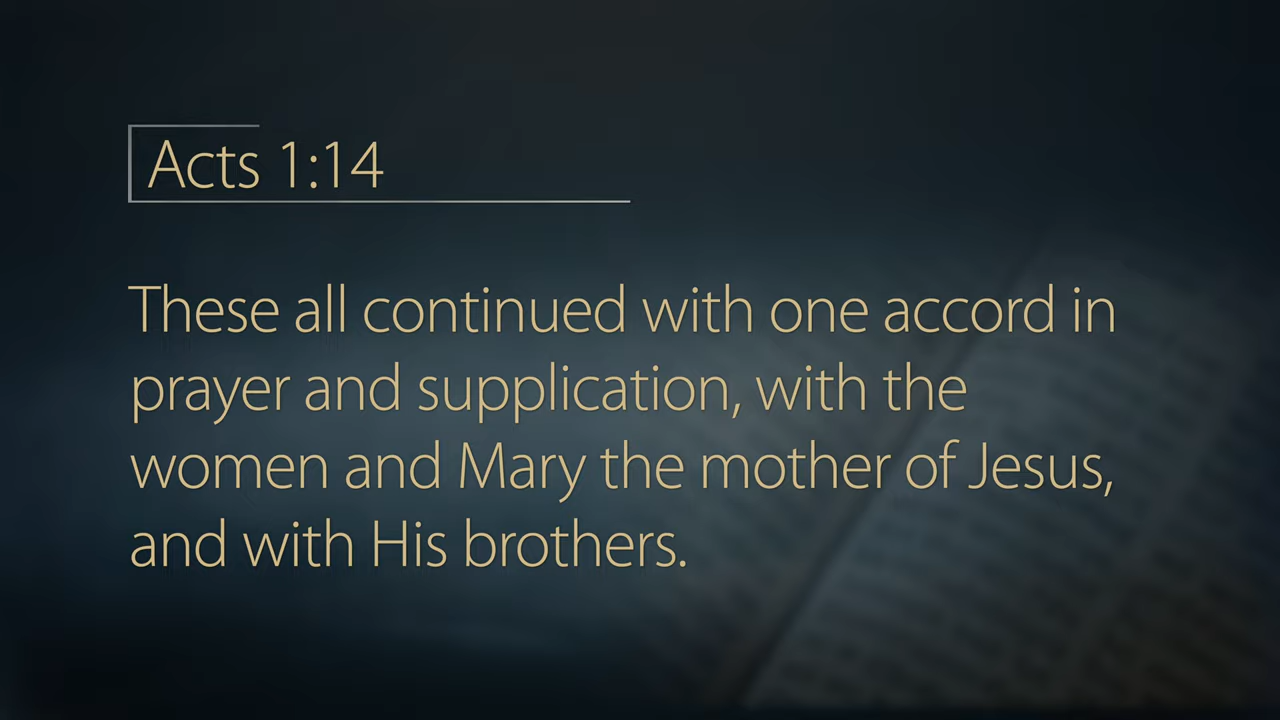 Acts 1:14
These all continued with one accord in
prayer and supplication, with the
women and Mary the mother of Jesus,
and with His brothers.